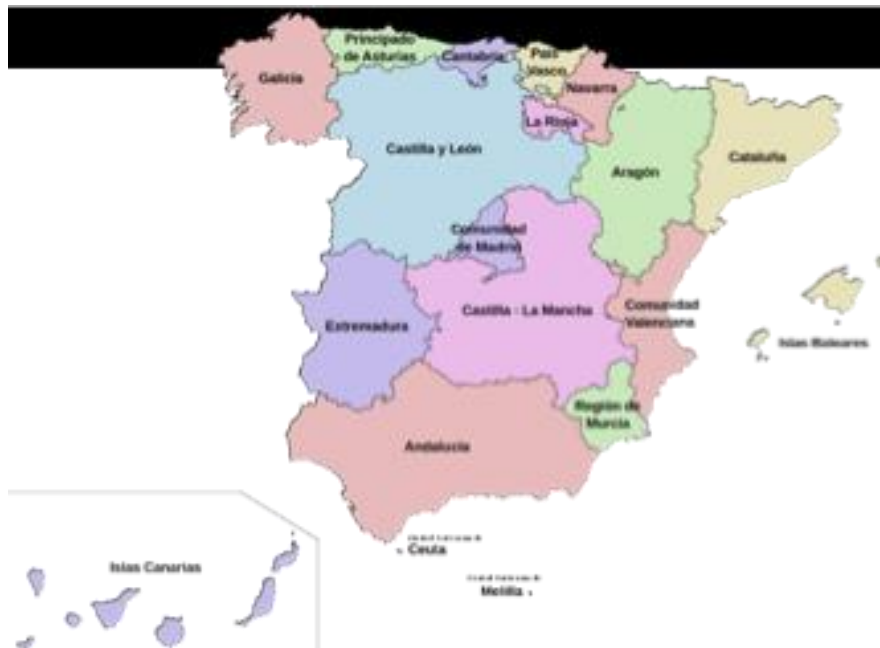 Principado
de Asturias
Cantabria
País
Vasco
Galicia
Navarra
La Rioja
Castilla y León
Aragón
Cataluña
Comunidad
de Madrid
Extremadura
Castilla - La Mancha
Comunidad
Valenciana
Islas Baleares
Región de
Murcia
Andalucía
Ceuta
Islas Canarias
Melilla